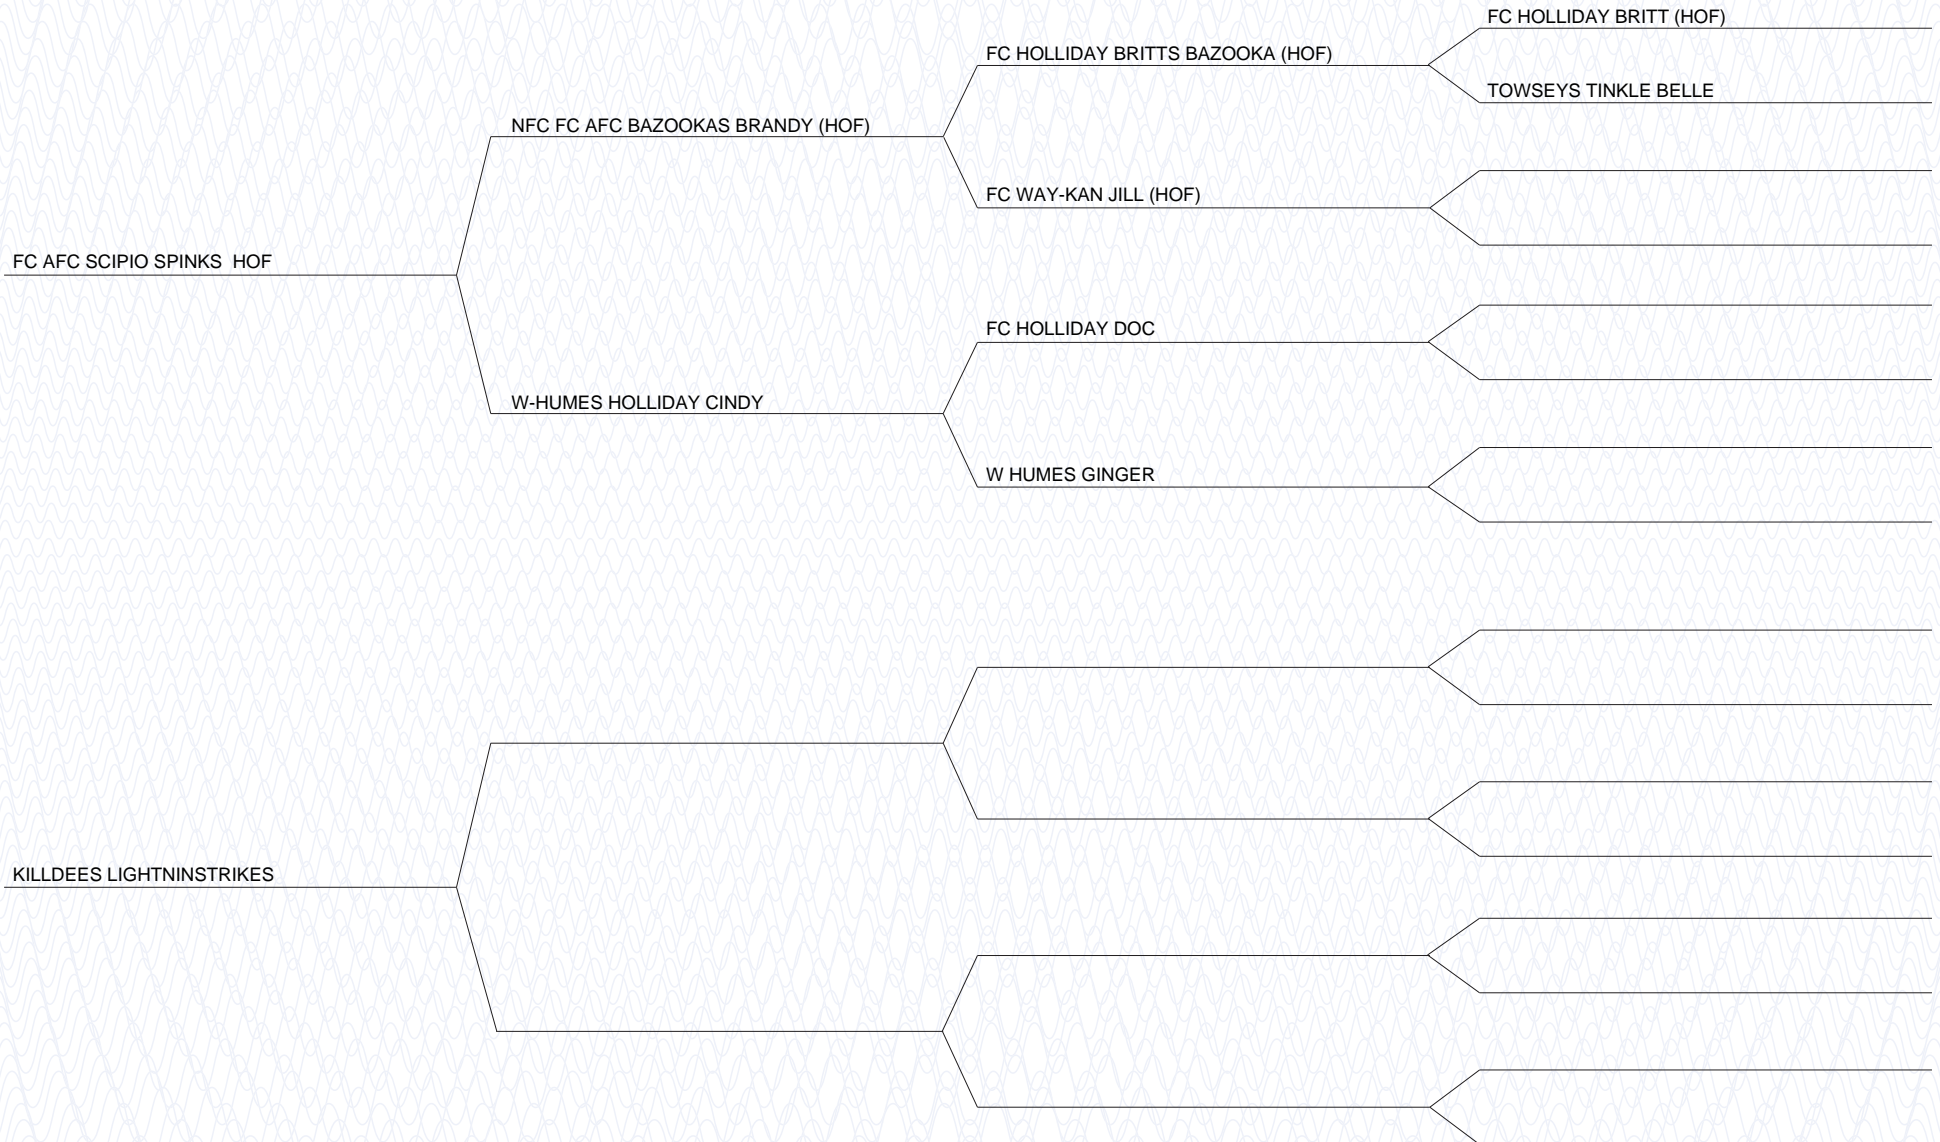 FC HOLLIDAY BRITT (HOF)
FC HOLLIDAY BRITTS BAZOOKA (HOF)
TOWSEYS TINKLE BELLE
NFC FC AFC BAZOOKAS BRANDY (HOF)
FC WAY-KAN JILL (HOF)
FC AFC SCIPIO SPINKS  HOF
FC HOLLIDAY DOC
W-HUMES HOLLIDAY CINDY
W HUMES GINGER
KILLDEES LIGHTNINSTRIKES